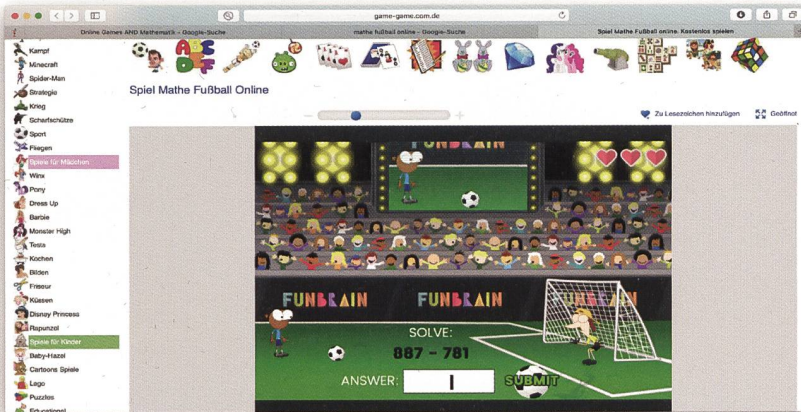 game-game.com.de
Online Games AND Mathematik - Google-Suche
mathe fußball online - Google-Suche
Spiel Mathe Fußball online. Kostenlos spielen
Kampf
Minecraft
Spider-Man
Strategie
Krieg
Scharfschütze
Sport
Fliegen
Spiele für Mädchen
Winx
Pony
Dress Up
Barbie
Monster High
Tests
Kochen
Bilden
Friseur
Küssen
Disney Princess
Rapunzel
Spiele für Kinder
Baby-Hazel
Cartoons Spiele
Lego
Puzzles
Educational
ABC
DEF
Spiel Mathe Fußball Online
Zu Lesezeichen hinzufügen
Geöffnet
FUNBRAIN
FUNBRAIN
FUNBRAIN
FUNBRAIN
SOLVE:
887 - 781
ANSWER:
SUBMIT